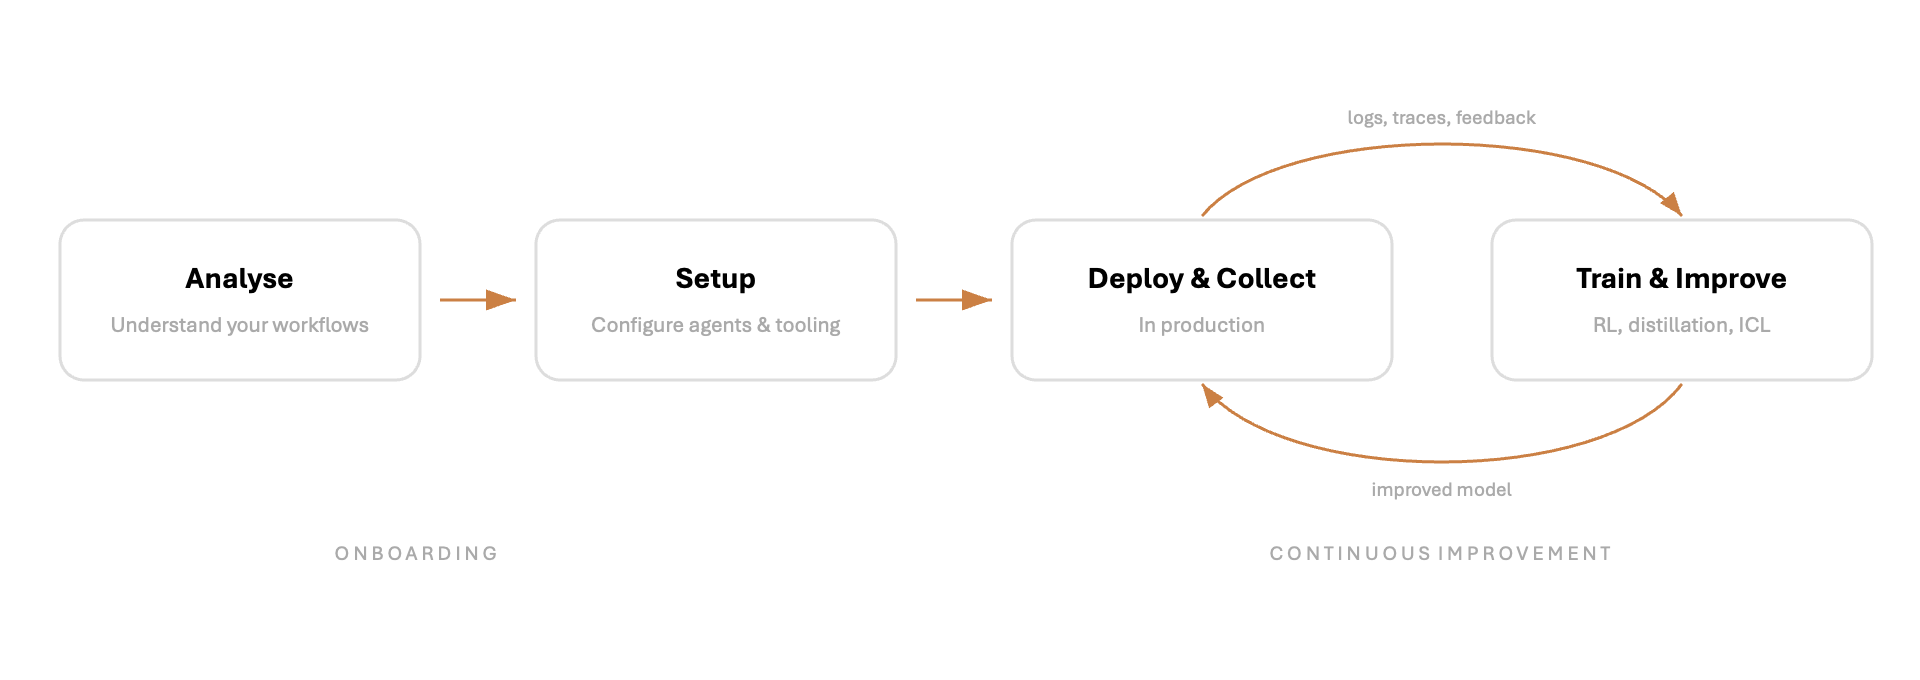 logs, traces, feedback
Analyse
Understand your workflows
Setup
Configure agents & tooling
Deploy & Collect
In production
Train & Improve
RL, distillation, ICL
improved model
ONBOARDING
CONTINUOUS IMPROVEMENT